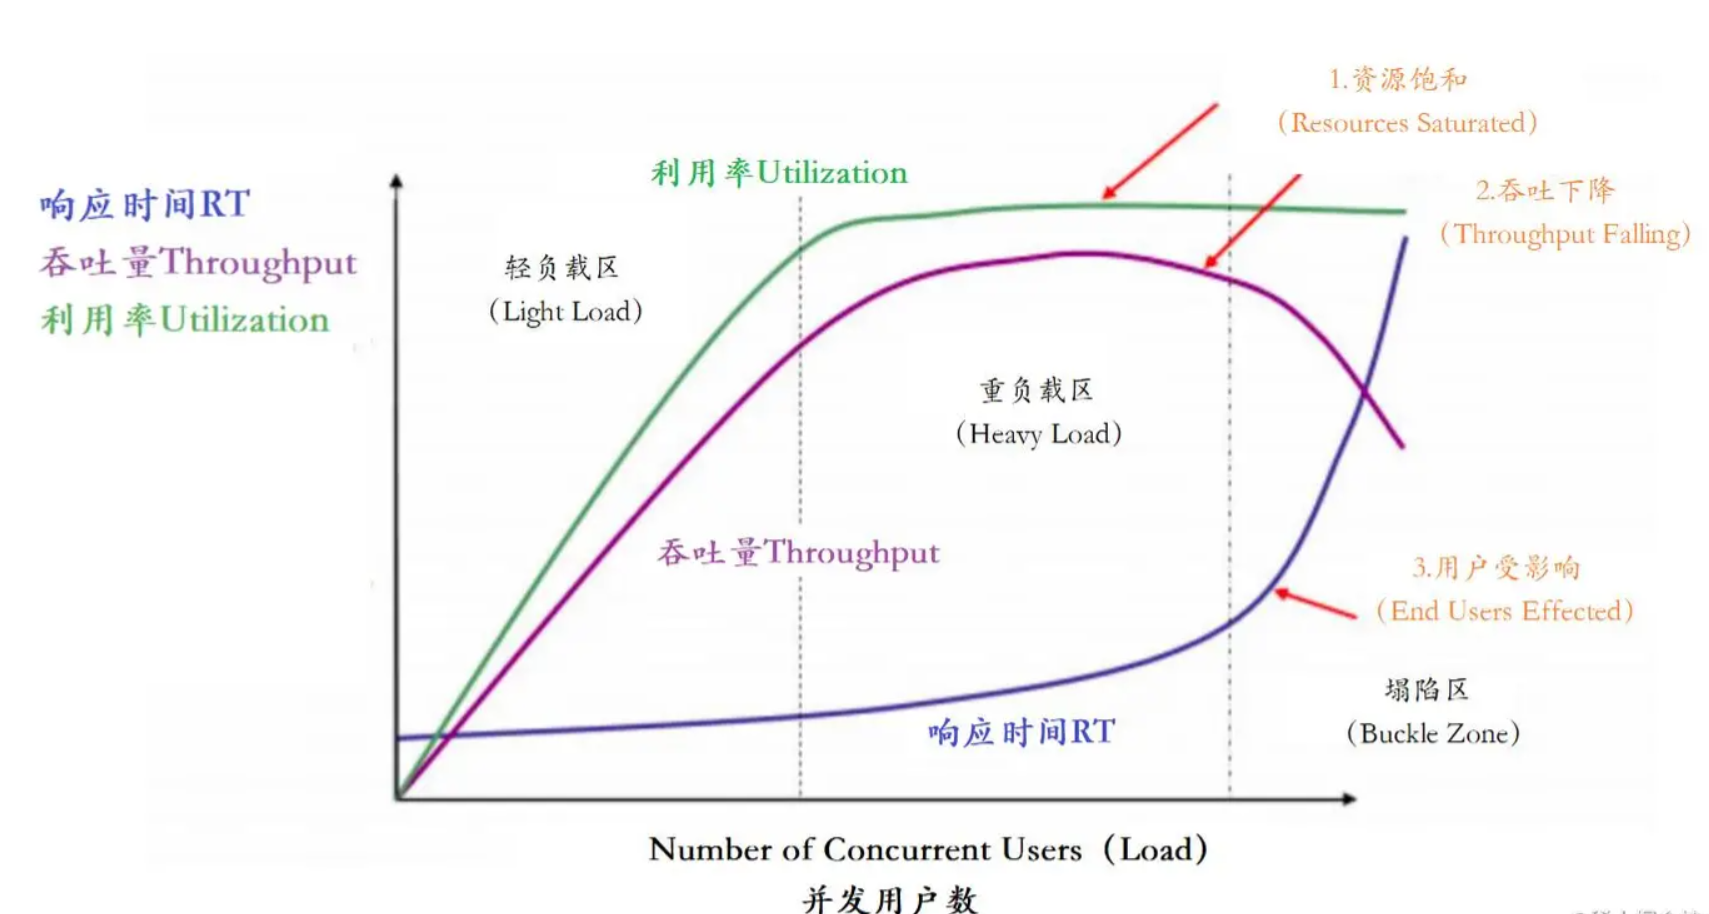 1.资源饱和
（Resources Saturated）
利用率Utilization
2.吞吐下降
（Throughput Falling）
响应时间RT
吞吐量Throughput
利用率Utilization
轻负载区
（Light Load）
重负载区
（Heavy Load）
吞吐量Throughput
3.用户受影响
（End Users Effected）
塌陷区
（Buckle Zone）
响应时间RT
Number of Concurrent Users（Load）
并发用户数